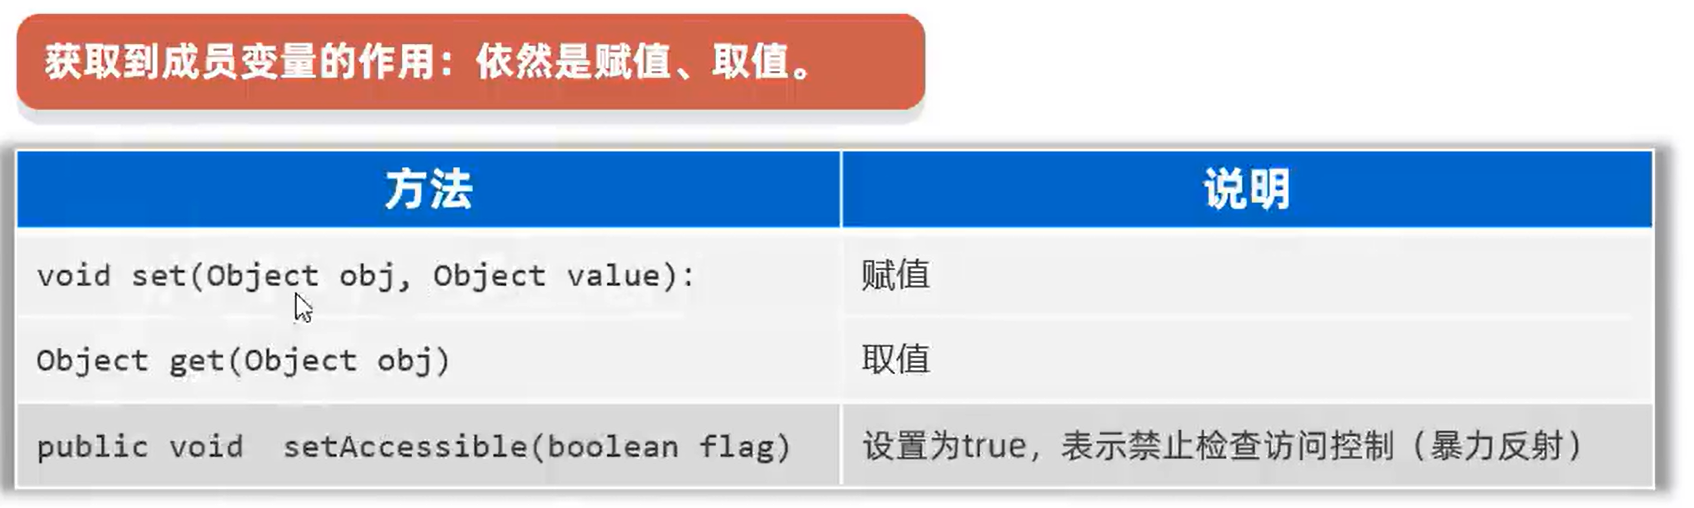 获取到成员变量的作用：依然是赋值、取值。
方法 说明
void set(Object obj, Object value): 赋值
Object get(Object obj) 取值
public void  setAccessible(boolean flag) 设置为true，表示禁止检查访问控制（暴力反射）